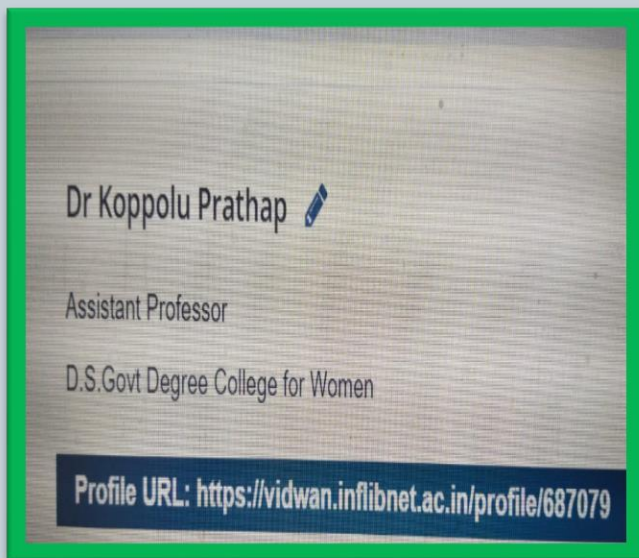 Dr Koppolu Prathap
Assistant Professor
D.S.Govt Degree College for Women
Profile URL: https://vidwan.inflibnet.ac.in/profile/687079